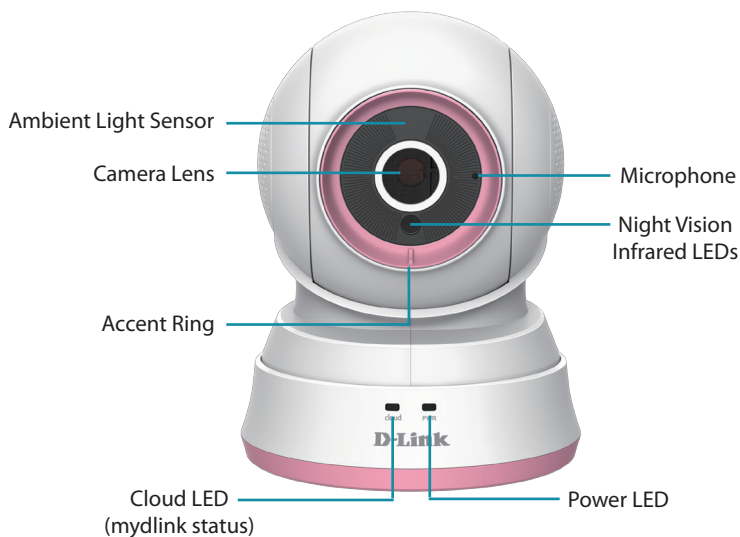 Ambient Light Sensor
Camera Lens
Microphone
Night Vision
Infrared LEDs
Accent Ring
cloud
PWR
D-Link
Cloud LED
(mydlink status)
Power LED